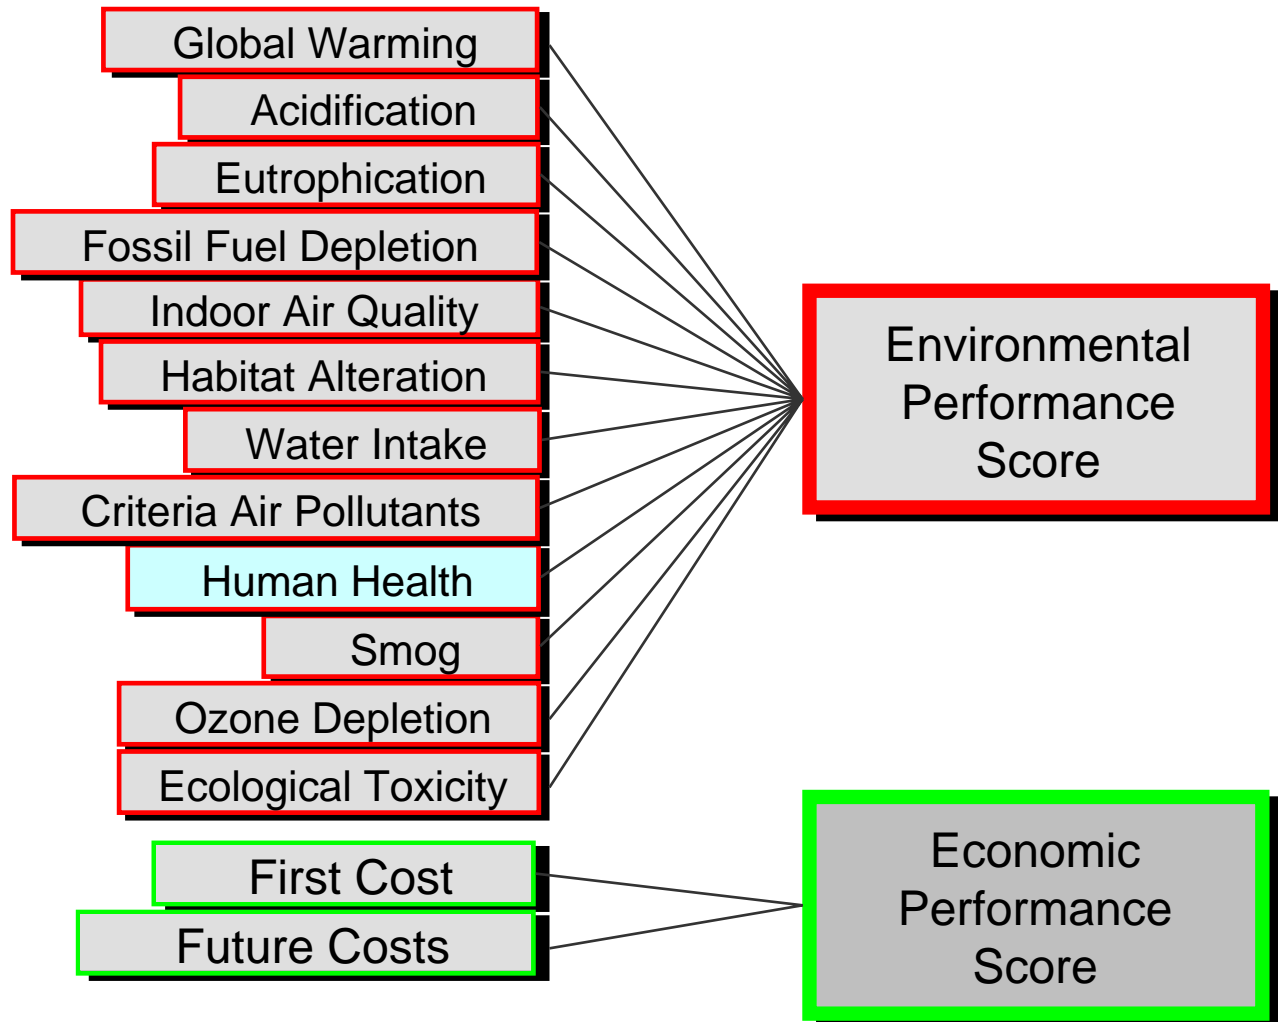 Global Warming
Acidification
Eutrophication
Fossil Fuel Depletion
Indoor Air Quality
Habitat Alteration
Water Intake
Criteria Air Pollutants
Human Health
Smog
Ozone Depletion
Ecological Toxicity
Environmental
Performance
Score
First Cost
Future Costs
Economic
Performance
Score